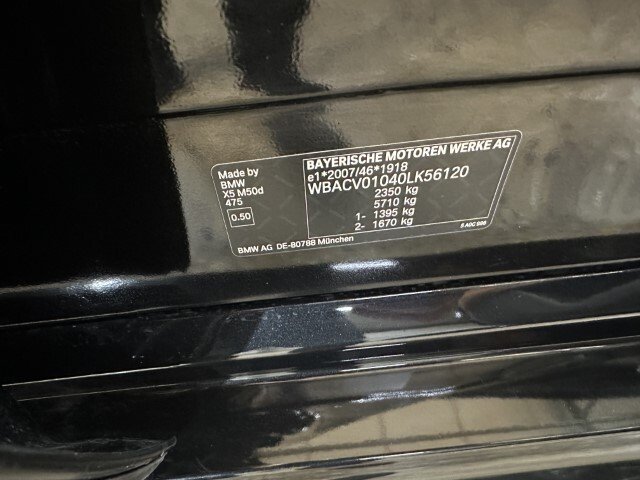 Made by
BMW
X5 M50d
475
0.50
BMW AG DE-80788 München
BAYERISCHE MOTOREN WERKE AG
e1*2007/46*1918
WBACV01040LK56120
2350 kg
5710 kg
1- 1395 kg
2- 1670 kg